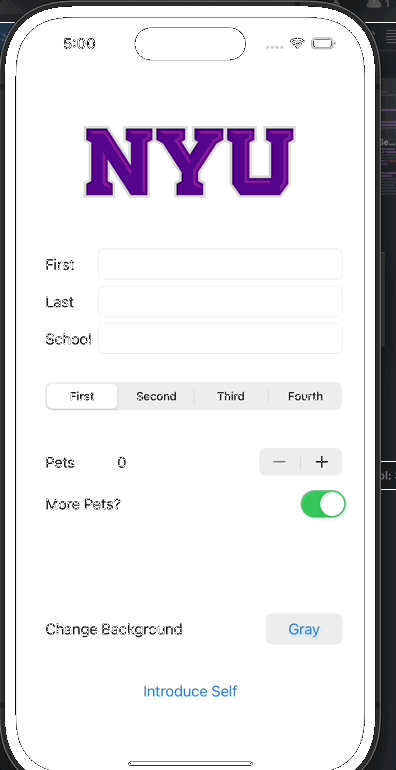 5:00
NYU
First
Last
School
First Second Third Fourth
Pets 0
More Pets?
Change Background Gray
Introduce Self